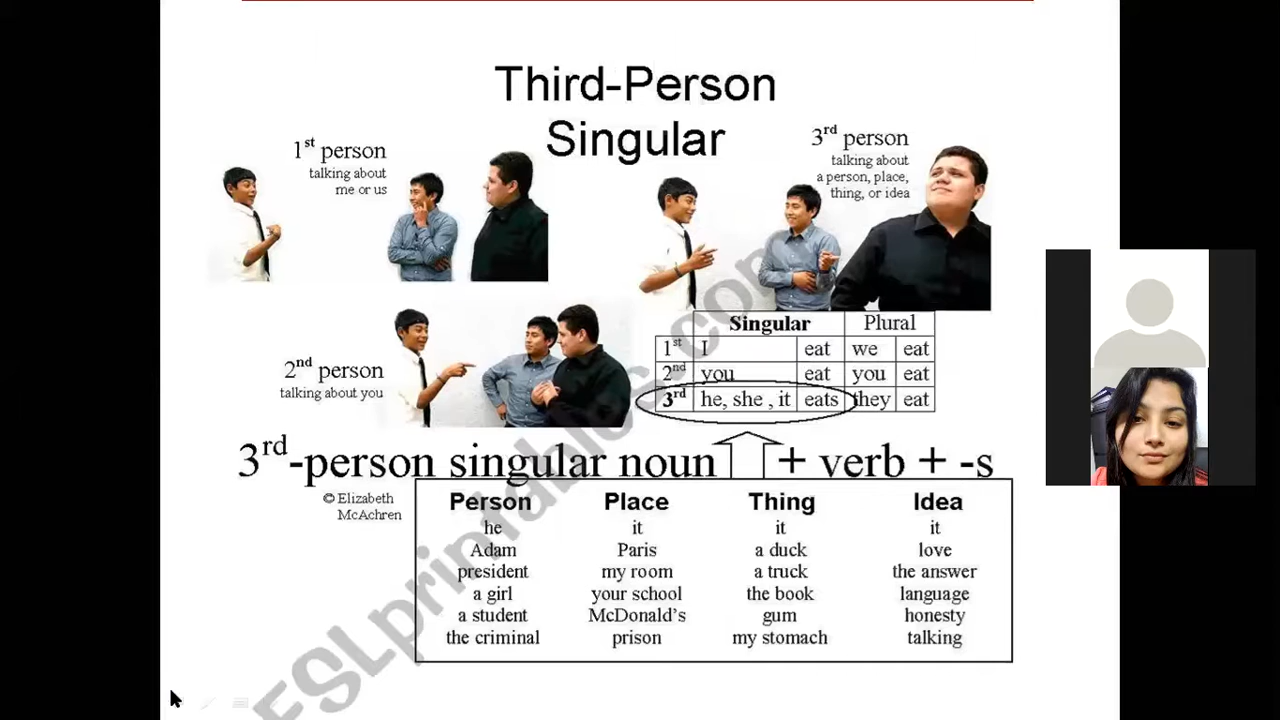 Third-Person
Singular
1st person
talking about
me or us
3rd person
talking about
a person, place,
thing, or idea
2nd person
talking about you
Singular Plural
1st I eat we eat
2nd you eat you eat
3rd he, she , it eats they eat
3rd-person singular noun + verb + -s
© Elizabeth
McAchren
Person Place Thing Idea
he it it it
Adam Paris a duck love
president my room a truck the answer
a girl your school the book language
a student McDonald's gum honesty
the criminal prison my stomach talking
ESLprintables.com